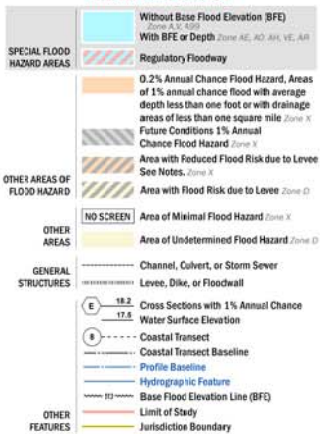 SPECIAL FLOOD
HAZARD AREAS
Without Base Flood Elevation (BFE)
Zone A,V, A99
With BFE or Depth Zone AE, AO, AH, VE, AR
Regulatory Floodway
OTHER AREAS OF
FLOOD HAZARD
0.2% Annual Chance Flood Hazard, Areas
of 1% annual chance flood with average
depth less than one foot or with drainage
areas of less than one square mile Zone X
Future Conditions 1% Annual
Chance Flood Hazard Zone X
Area with Reduced Flood Risk due to Levee
See Notes. Zone X
Area with Flood Risk due to Levee Zone D
OTHER
AREAS
NO SCREEN Area of Minimal Flood Hazard Zone X
Area of Undetermined Flood Hazard Zone D
GENERAL
STRUCTURES
Channel, Culvert, or Storm Sewer
Levee, Dike, or Floodwall
OTHER
FEATURES
E 18.2 Cross Sections with 1% Annual Chance
17.5 Water Surface Elevation
8 Coastal Transect
Coastal Transect Baseline
Profile Baseline
Hydrographic Feature
513 Base Flood Elevation Line (BFE)
Limit of Study
Jurisdiction Boundary